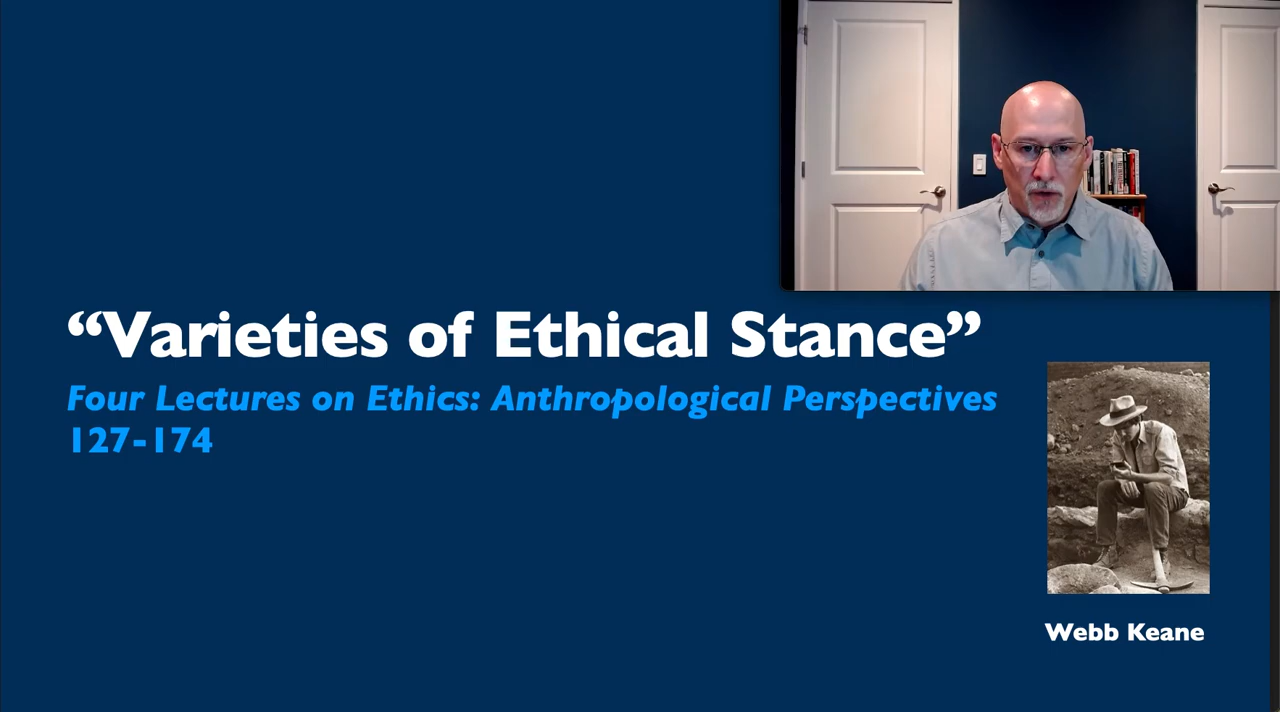 “Varieties of Ethical Stance”
Four Lectures on Ethics: Anthropological Perspectives
127-174
Webb Keane